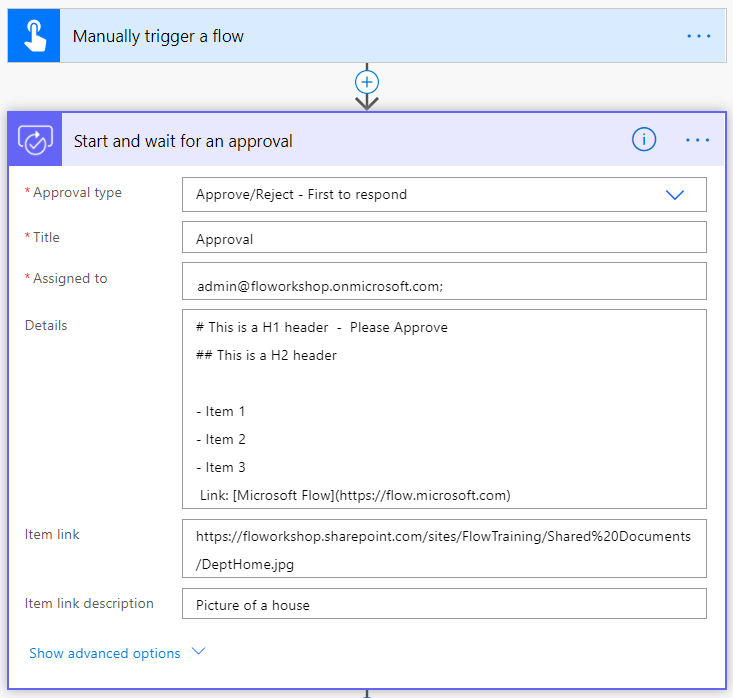 Manually trigger a flow
Start and wait for an approval
* Approval type
Approve/Reject - First to respond
* Title
Approval
* Assigned to
admin@floworkshop.onmicrosoft.com;
Details
# This is a H1 header  -  Please Approve
## This is a H2 header
- Item 1
- Item 2
- Item 3
Link: [Microsoft Flow](https://flow.microsoft.com)
Item link
https://floworkshop.sharepoint.com/sites/FlowTraining/Shared%20Documents
/DeptHome.jpg
Item link description
Picture of a house
Show advanced options